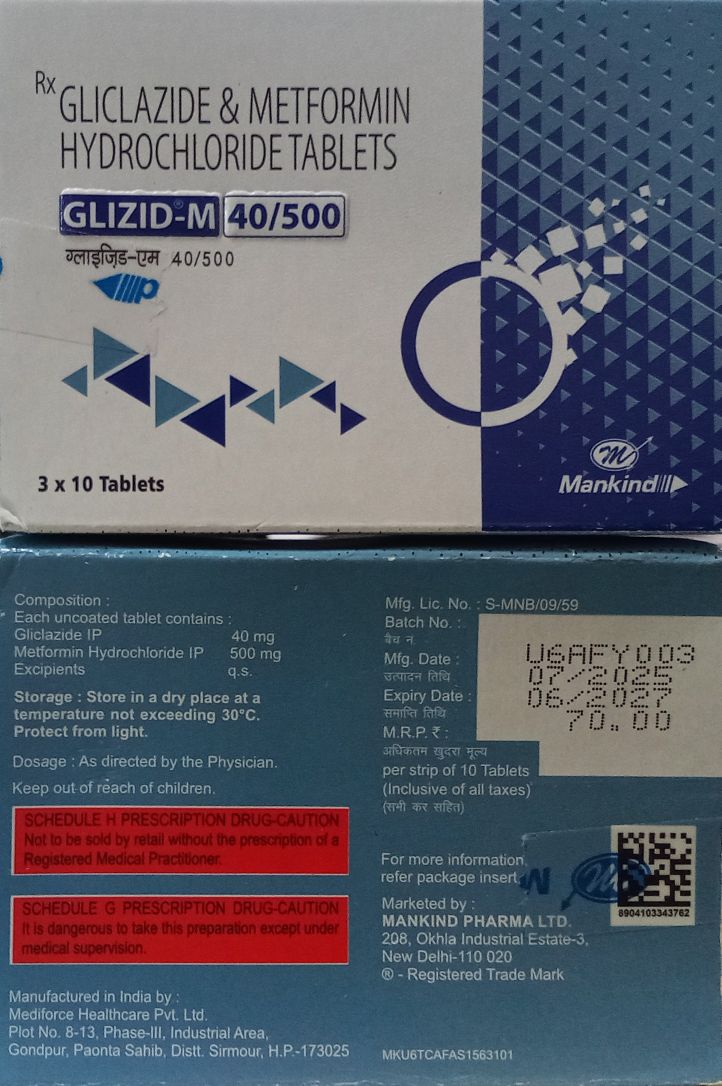 Rx
GLICLAZIDE & METFORMIN
HYDROCHLORIDE TABLETS
GLIZID®-M 40/500
ग्लाइज़िड-एम 40/500
3 x 10 Tablets
Mankind
Composition :
Each uncoated tablet contains :
Gliclazide IP 40 mg
Metformin Hydrochloride IP 500 mg
Excipients q.s.
Storage : Store in a dry place at a
temperature not exceeding 30°C.
Protect from light.
Dosage : As directed by the Physician.
Keep out of reach of children.
SCHEDULE H PRESCRIPTION DRUG-CAUTION
Not to be sold by retail without the prescription of a
Registered Medical Practitioner.
SCHEDULE G PRESCRIPTION DRUG-CAUTION
It is dangerous to take this preparation except under
medical supervision.
Manufactured in India by :
Mediforce Healthcare Pvt. Ltd.
Plot No. 8-13, Phase-III, Industrial Area,
Gondpur, Paonta Sahib, Distt. Sirmour, H.P.-173025
Mfg. Lic. No. : S-MNB/09/59
Batch No. : U6AFY003
बैच नं.
Mfg. Date : 07/2025
उत्पादन तिथि
Expiry Date : 06/2027
समाप्ति तिथि
M.R.P. ₹ : 70.00
अधिकतम खुदरा मूल्य
per strip of 10 Tablets
(Inclusive of all taxes)
(सभी कर सहित)
For more information
refer package insert
Marketed by :
MANKIND PHARMA LTD.
208, Okhla Industrial Estate-3,
New Delhi-110 020
® - Registered Trade Mark
8904103343762
MKU6TCAFAS1563101